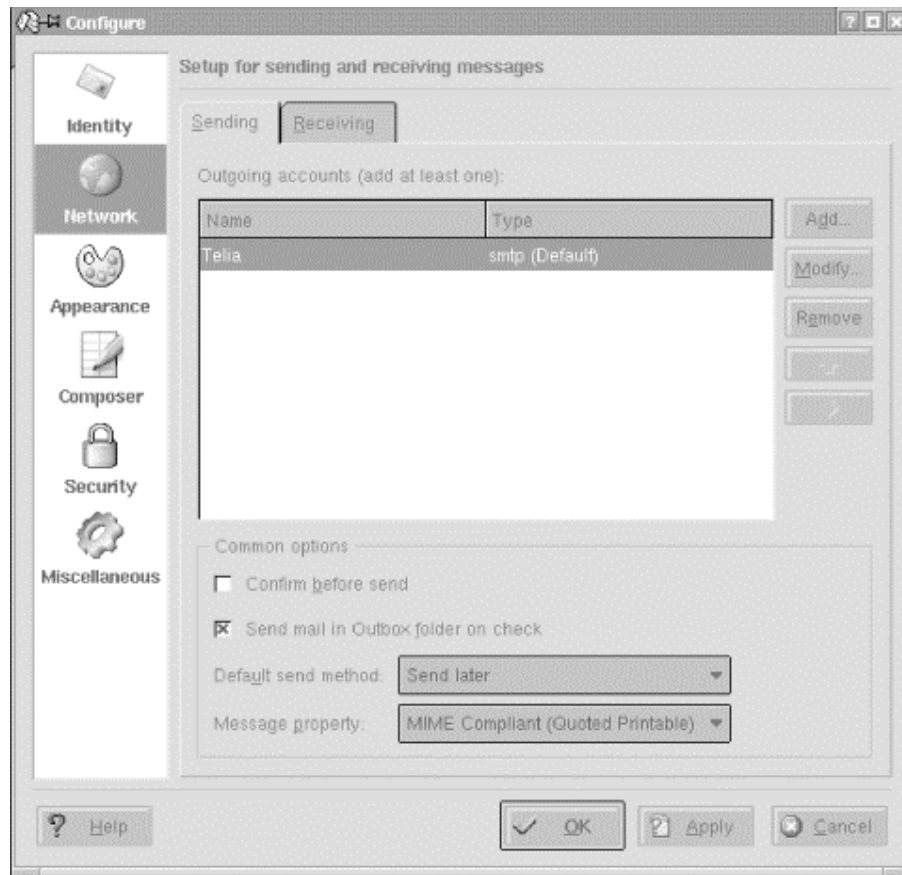 Configure
Identity
Network
Appearance
Composer
Security
Miscellaneous
Setup for sending and receiving messages
Sending Receiving
Outgoing accounts (add at least one):
Name Type
Telia smtp (Default)
Add...
Modify...
Remove
Common options
Confirm before send
Send mail in Outbox folder on check
Default send method: Send later
Message property: MIME Compliant (Quoted Printable)
? Help OK Apply Cancel